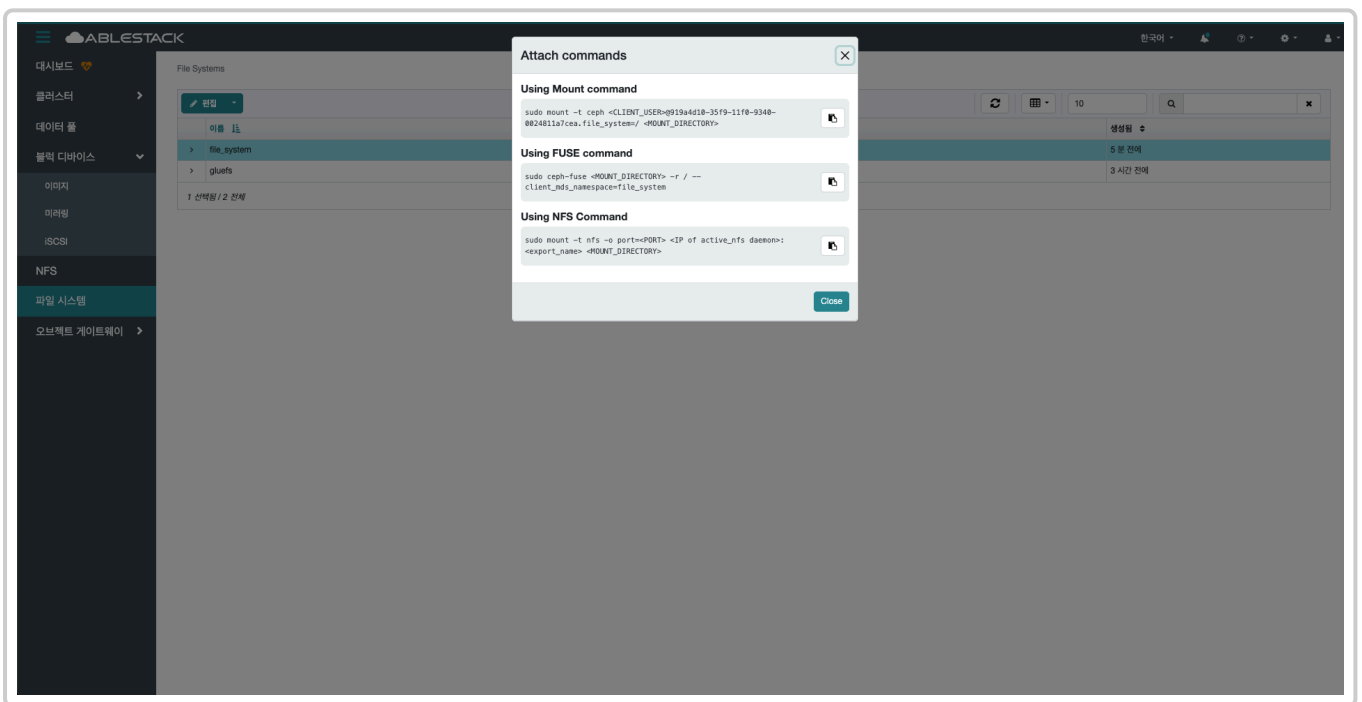 ABLESTACK
한국어
대시보드
클러스터
데이터 풀
블럭 디바이스
이미지
미러링
iSCSI
NFS
파일 시스템
오브젝트 게이트웨이
File Systems
편집
10
이름
생성됨
file_system
5 분 전에
gluefs
3 시간 전에
1 선택됨 / 2 전체
Attach commands
Using Mount command
sudo mount -t ceph <CLIENT_USER>@919a4d10-35f9-11f0-9340-
0024811a7cea.file_system=/ <MOUNT_DIRECTORY>
Using FUSE command
sudo ceph-fuse <MOUNT_DIRECTORY> -r / --
client_mds_namespace=file_system
Using NFS Command
sudo mount -t nfs -o port=<PORT> <IP of active_nfs daemon>:
<export_name> <MOUNT_DIRECTORY>
Close